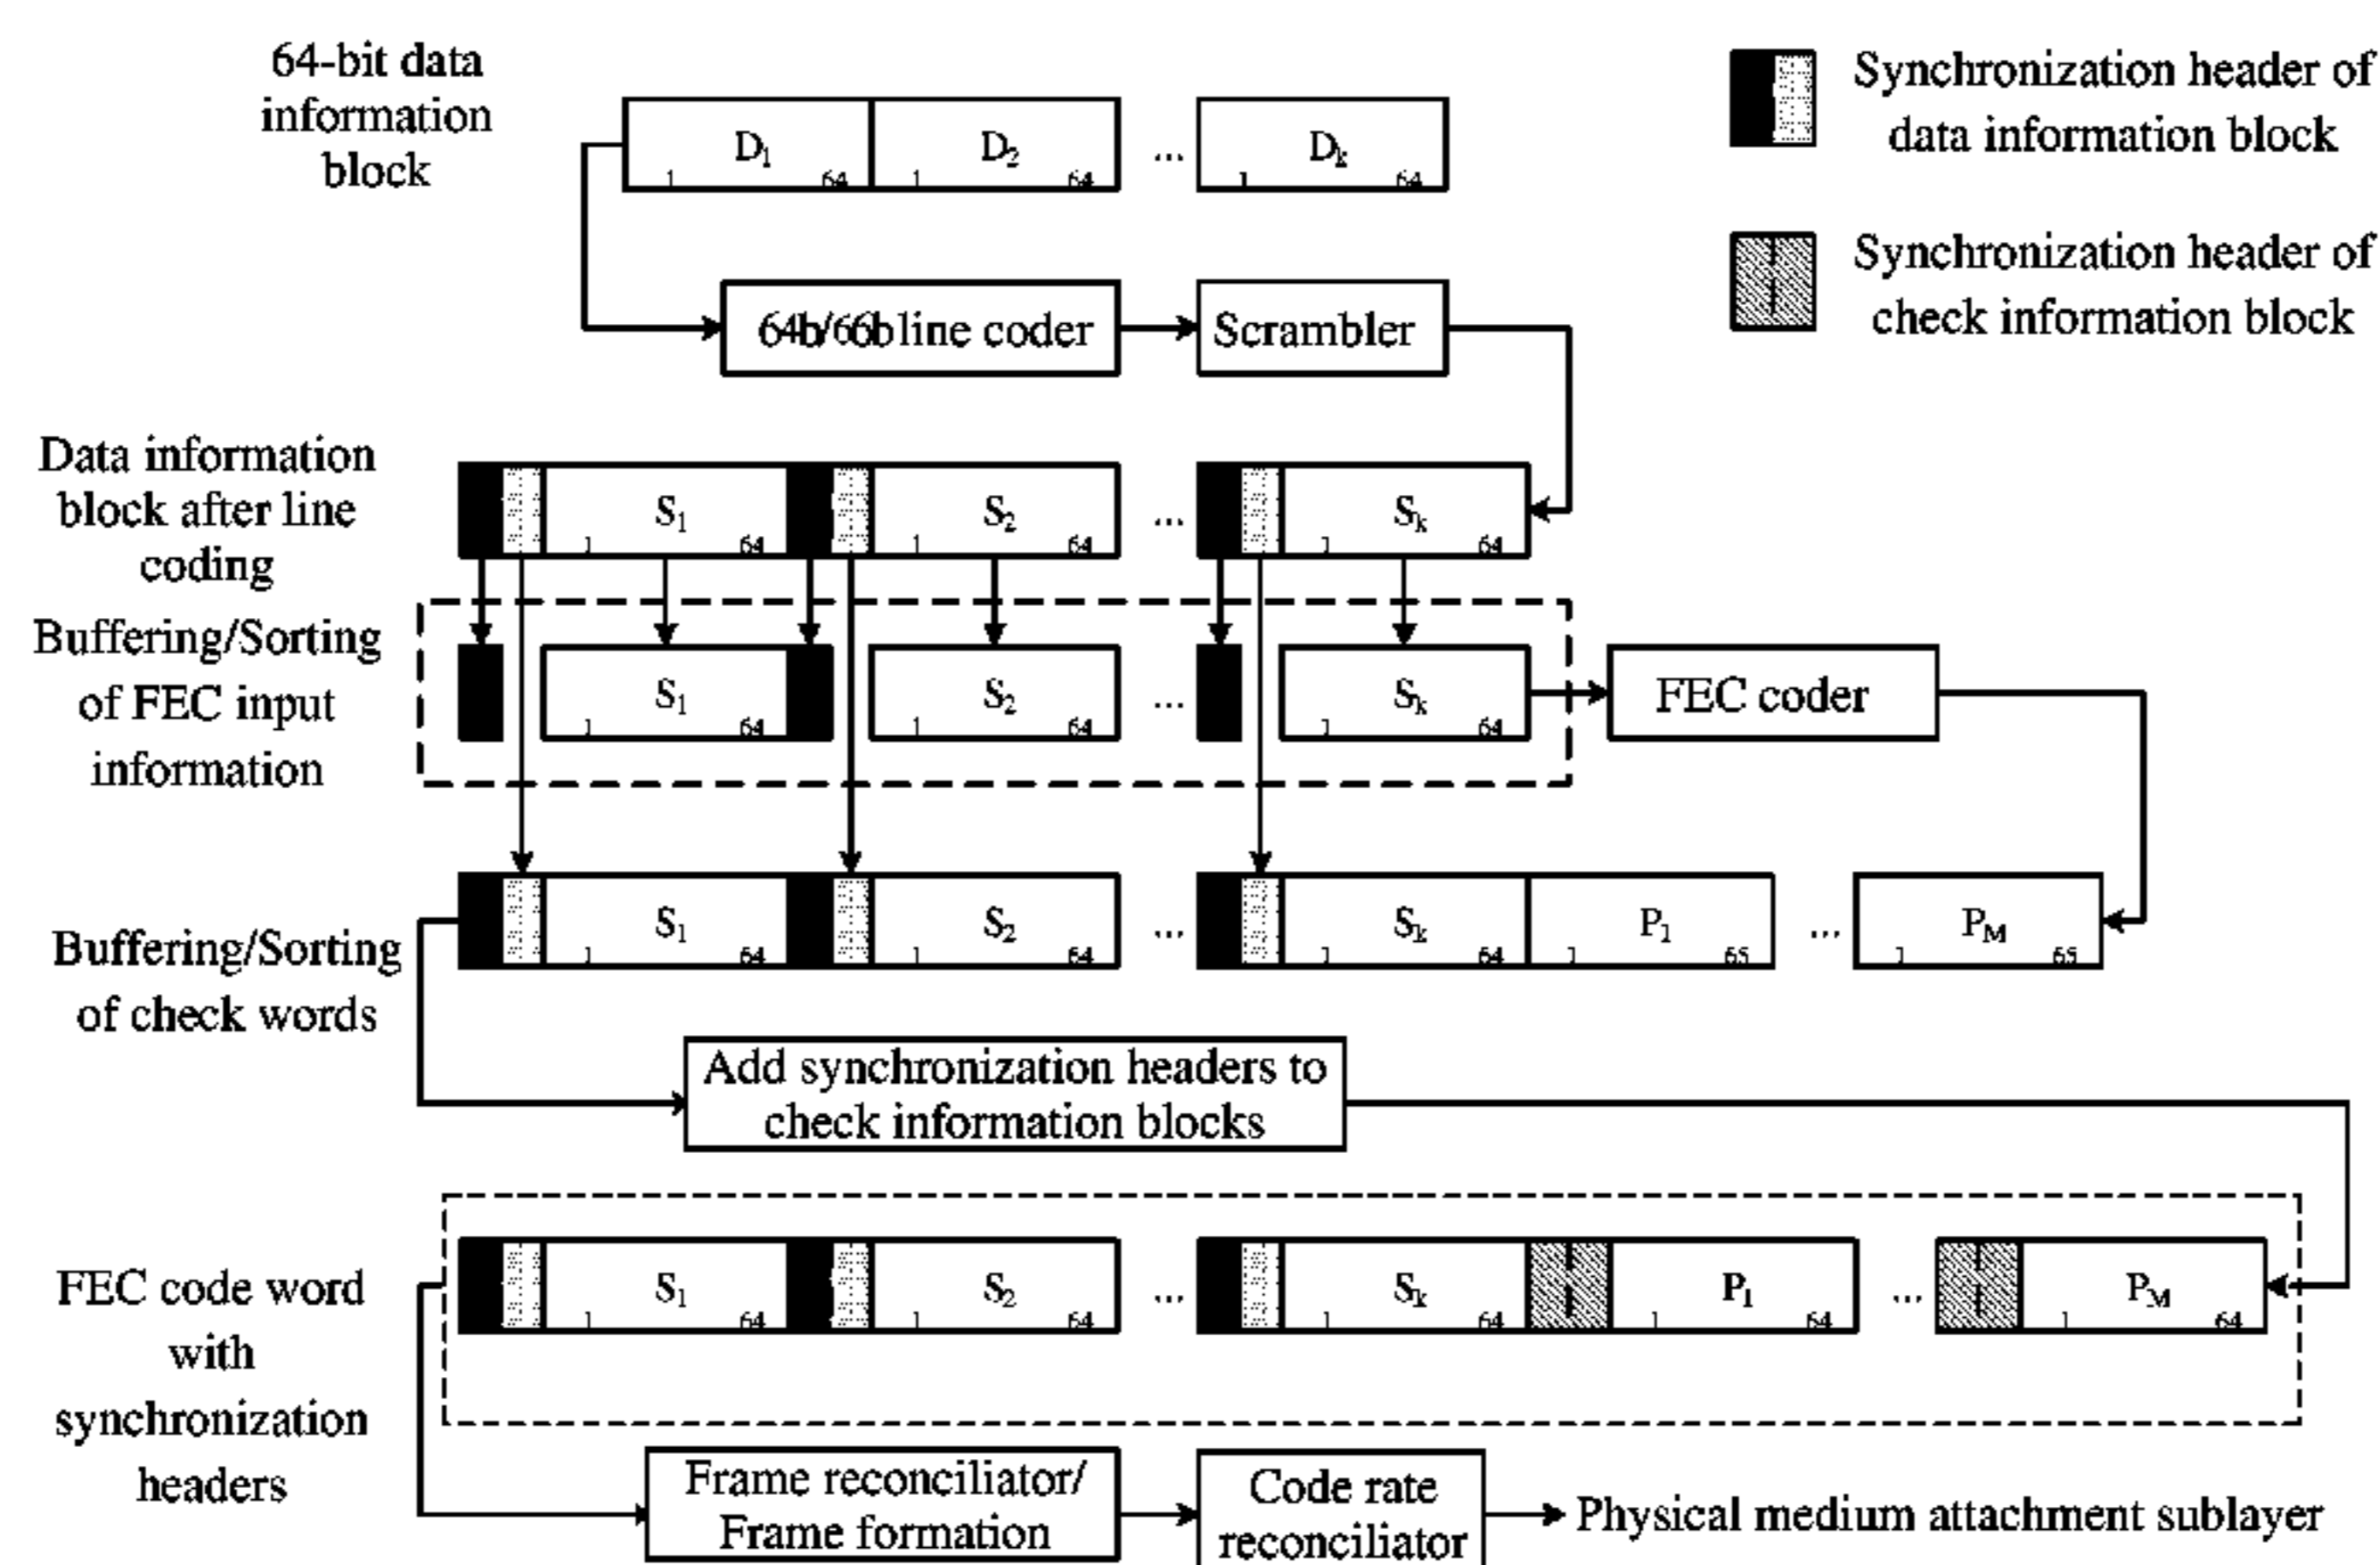 64-bit data
information
block
D1
1 64
D2
1 64
...
Dk
1 64
Synchronization header of
data information block
Synchronization header of
check information block
64b/66b line coder
Scrambler
Data information
block after line
coding
S1
1 64
S2
1 64
...
Sk
1 64
Buffering/Sorting
of FEC input
information
S1
1 64
S2
1 64
...
Sk
1 64
FEC coder
Buffering/Sorting
of check words
S1
1 64
S2
1 64
...
Sk
1 64
P1
1 65
...
PM
1 65
Add synchronization headers to
check information blocks
FEC code word
with
synchronization
headers
S1
1 64
S2
1 64
...
Sk
1 64
P1
1 64
...
PM
1 64
Frame reconciliator/
Frame formation
Code rate
reconciliator
Physical medium attachment sublayer